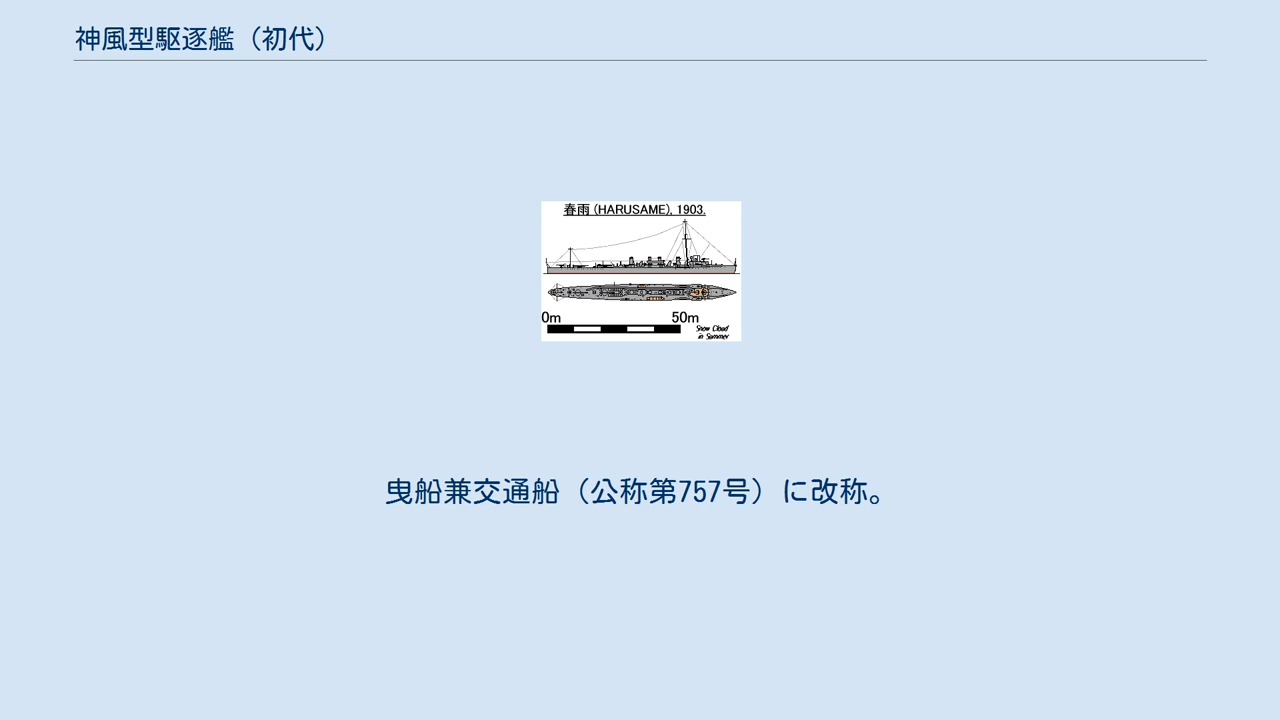 神風型駆逐艦（初代）
春雨 (HARUSAME), 1903.
0m 50m
Snow Cloud
in Summer
曳船兼交通船（公称第757号）に改称。